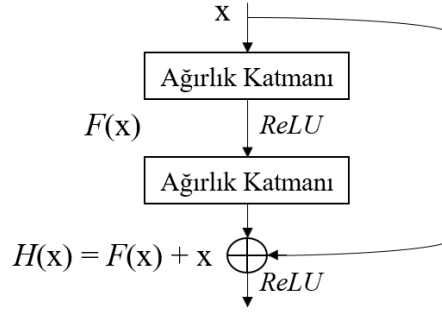 x
Ağırlık Katmanı
F(x) ReLU
Ağırlık Katmanı
H(x) = F(x) + x
ReLU